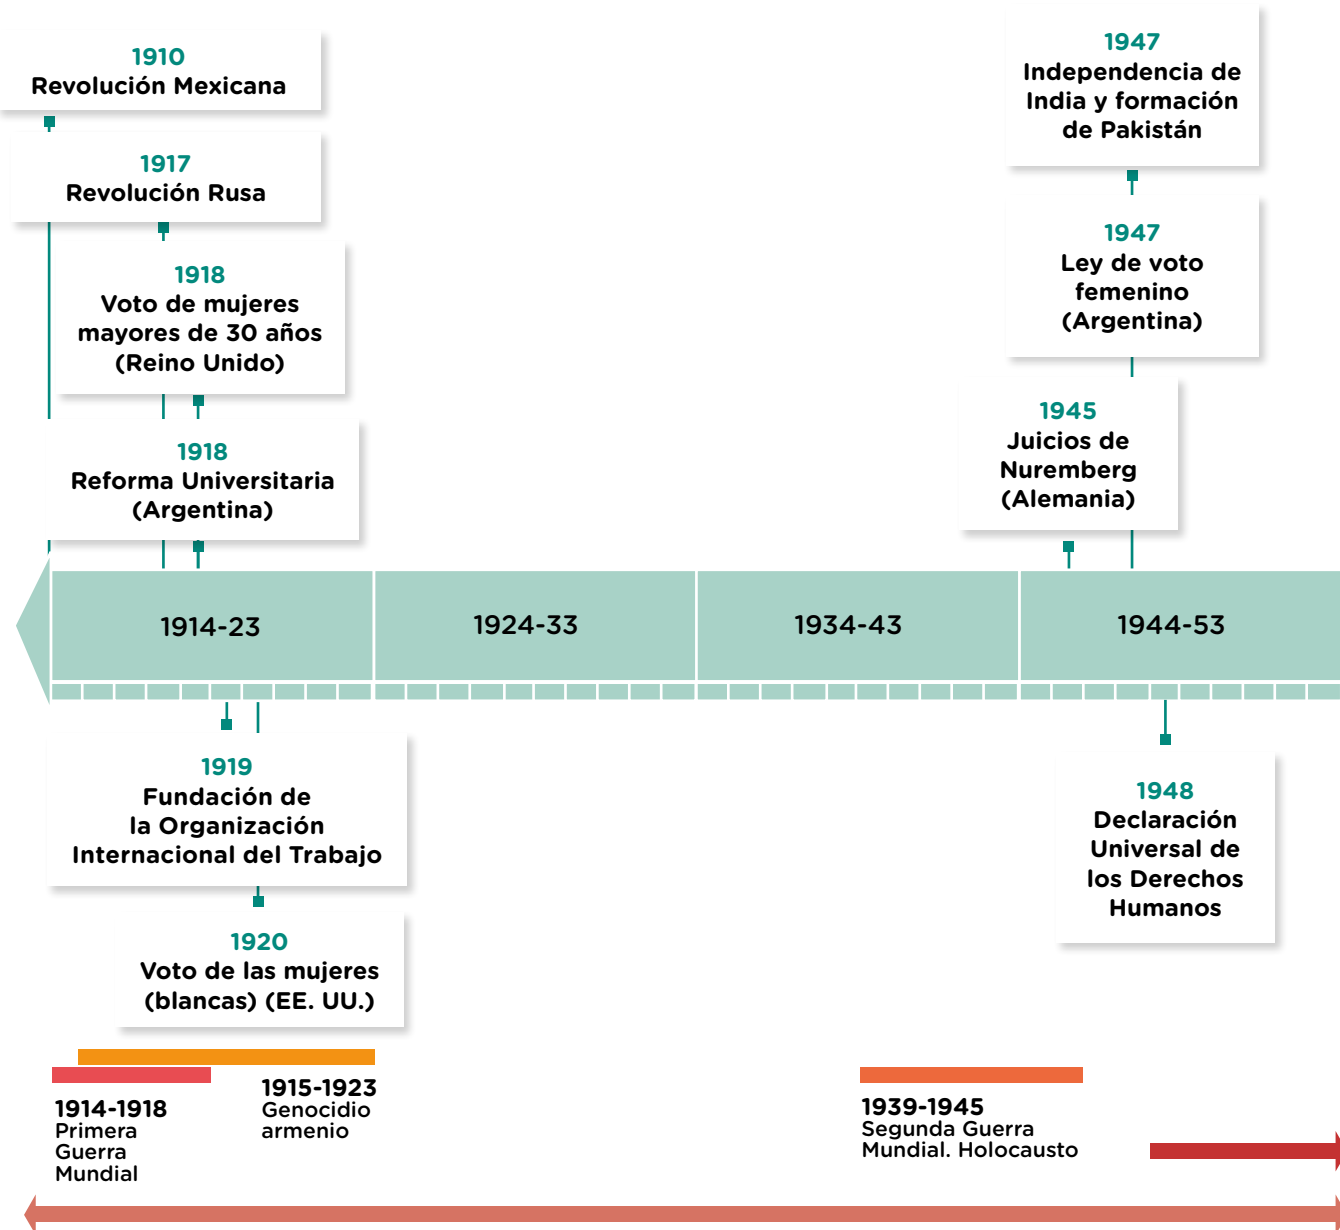 1910
Revolución Mexicana
1917
Revolución Rusa
1918
Voto de mujeres
mayores de 30 años
(Reino Unido)
1918
Reforma Universitaria
(Argentina)
1947
Independencia de
India y formación
de Pakistán
1947
Ley de voto
femenino
(Argentina)
1945
Juicios de
Nuremberg
(Alemania)
1914-23
1924-33
1934-43
1944-53
1919
Fundación de
la Organización
Internacional del Trabajo
1920
Voto de las mujeres
(blancas) (EE. UU.)
1948
Declaración
Universal de
los Derechos
Humanos
1914-1918
Primera
Guerra
Mundial
1915-1923
Genocidio
armenio
1939-1945
Segunda Guerra
Mundial. Holocausto